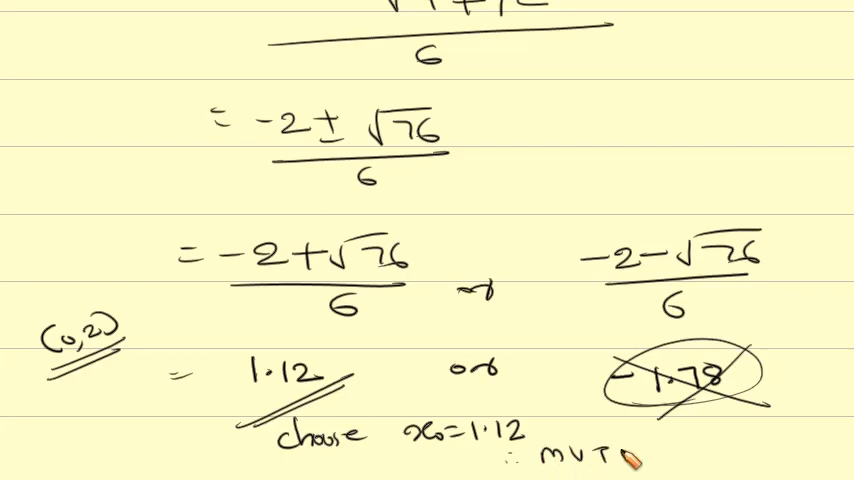 6
= -2 ± √76
6
= -2+√76 or -2-√76
6 6
(0,2)
= 1.12 or -1.78
choose x₀=1.12
∴ MVT